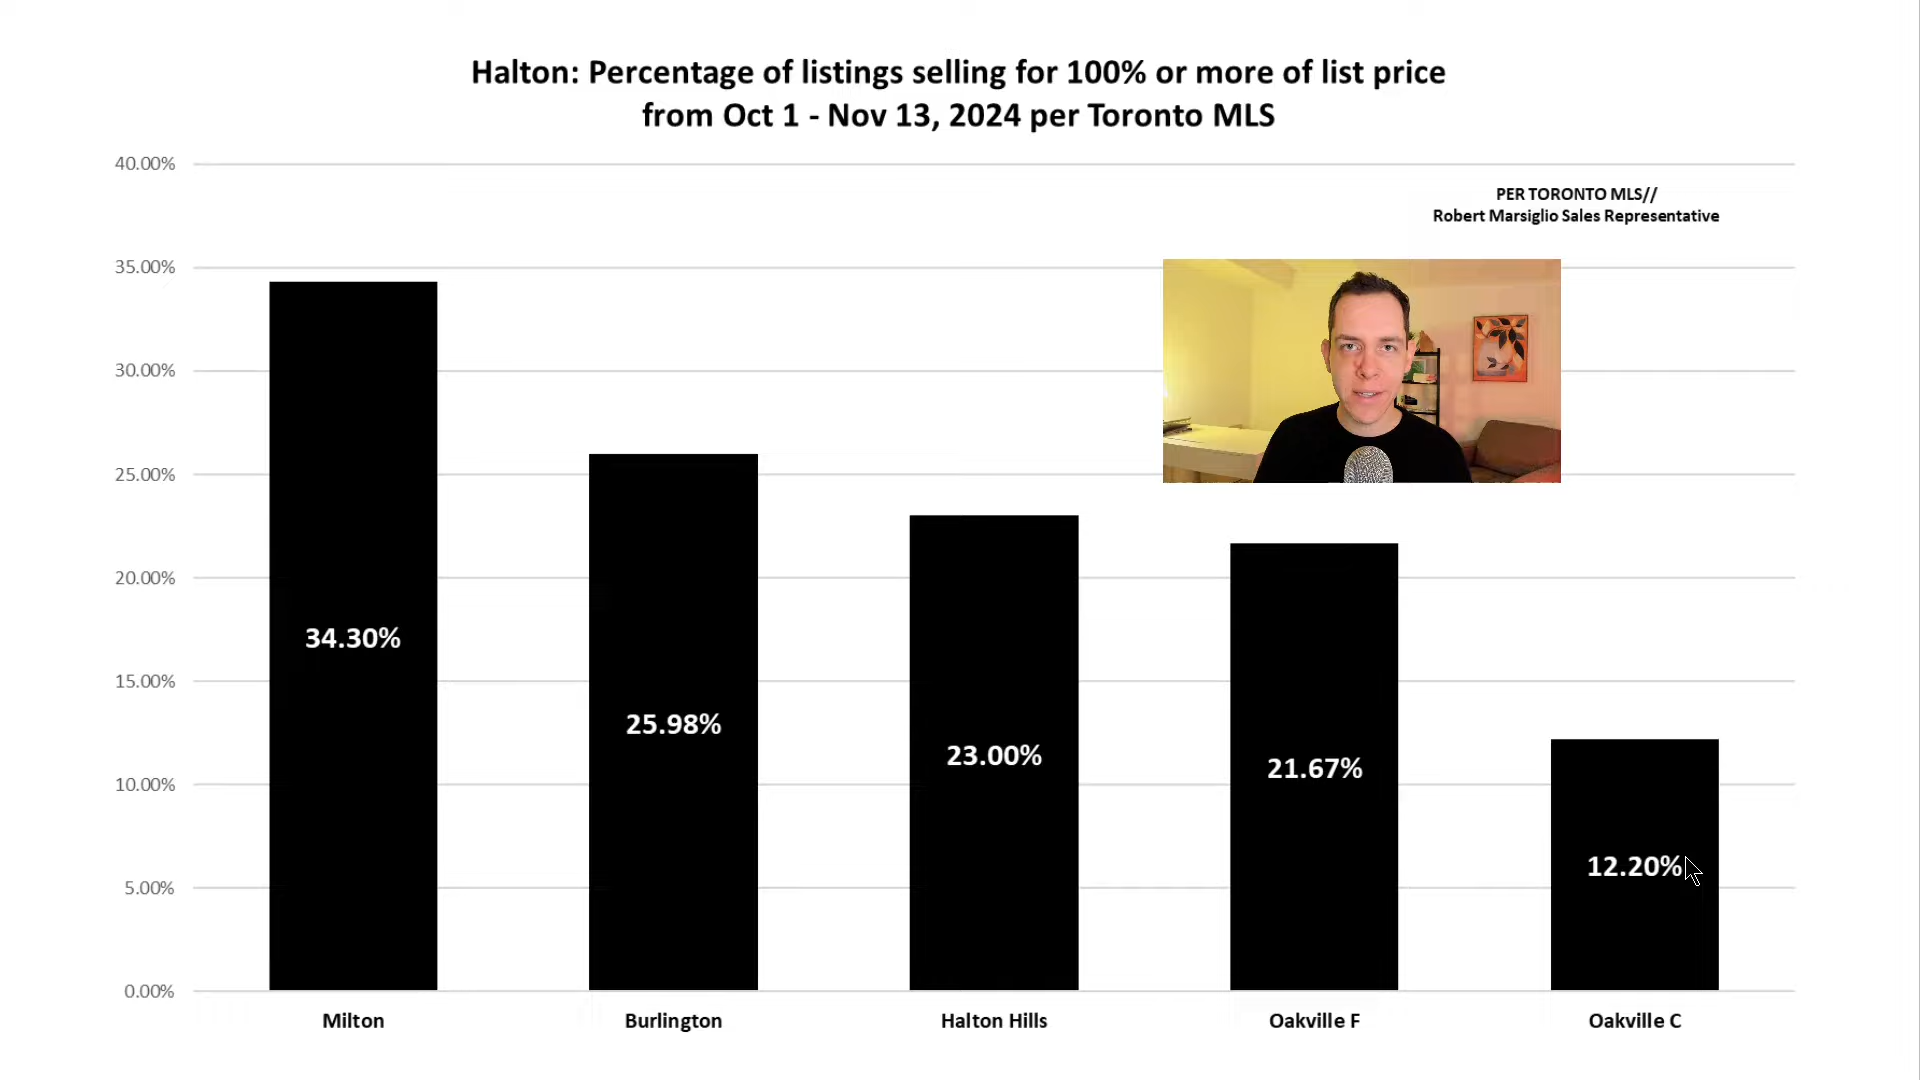 Halton: Percentage of listings selling for 100% or more of list price
from Oct 1 - Nov 13, 2024 per Toronto MLS
40.00%
PER TORONTO MLS//
Robert Marsiglio Sales Representative
35.00%
30.00%
25.00%
20.00%
15.00%
10.00%
5.00%
0.00%
34.30%
25.98%
23.00%
21.67%
12.20%
Milton
Burlington
Halton Hills
Oakville F
Oakville C